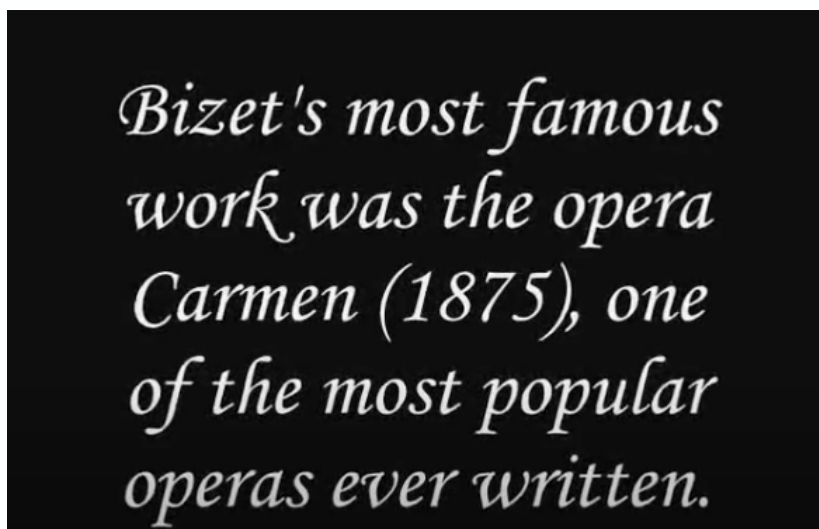 Bizet's most famous
work was the opera
Carmen (1875), one
of the most popular
operas ever written.